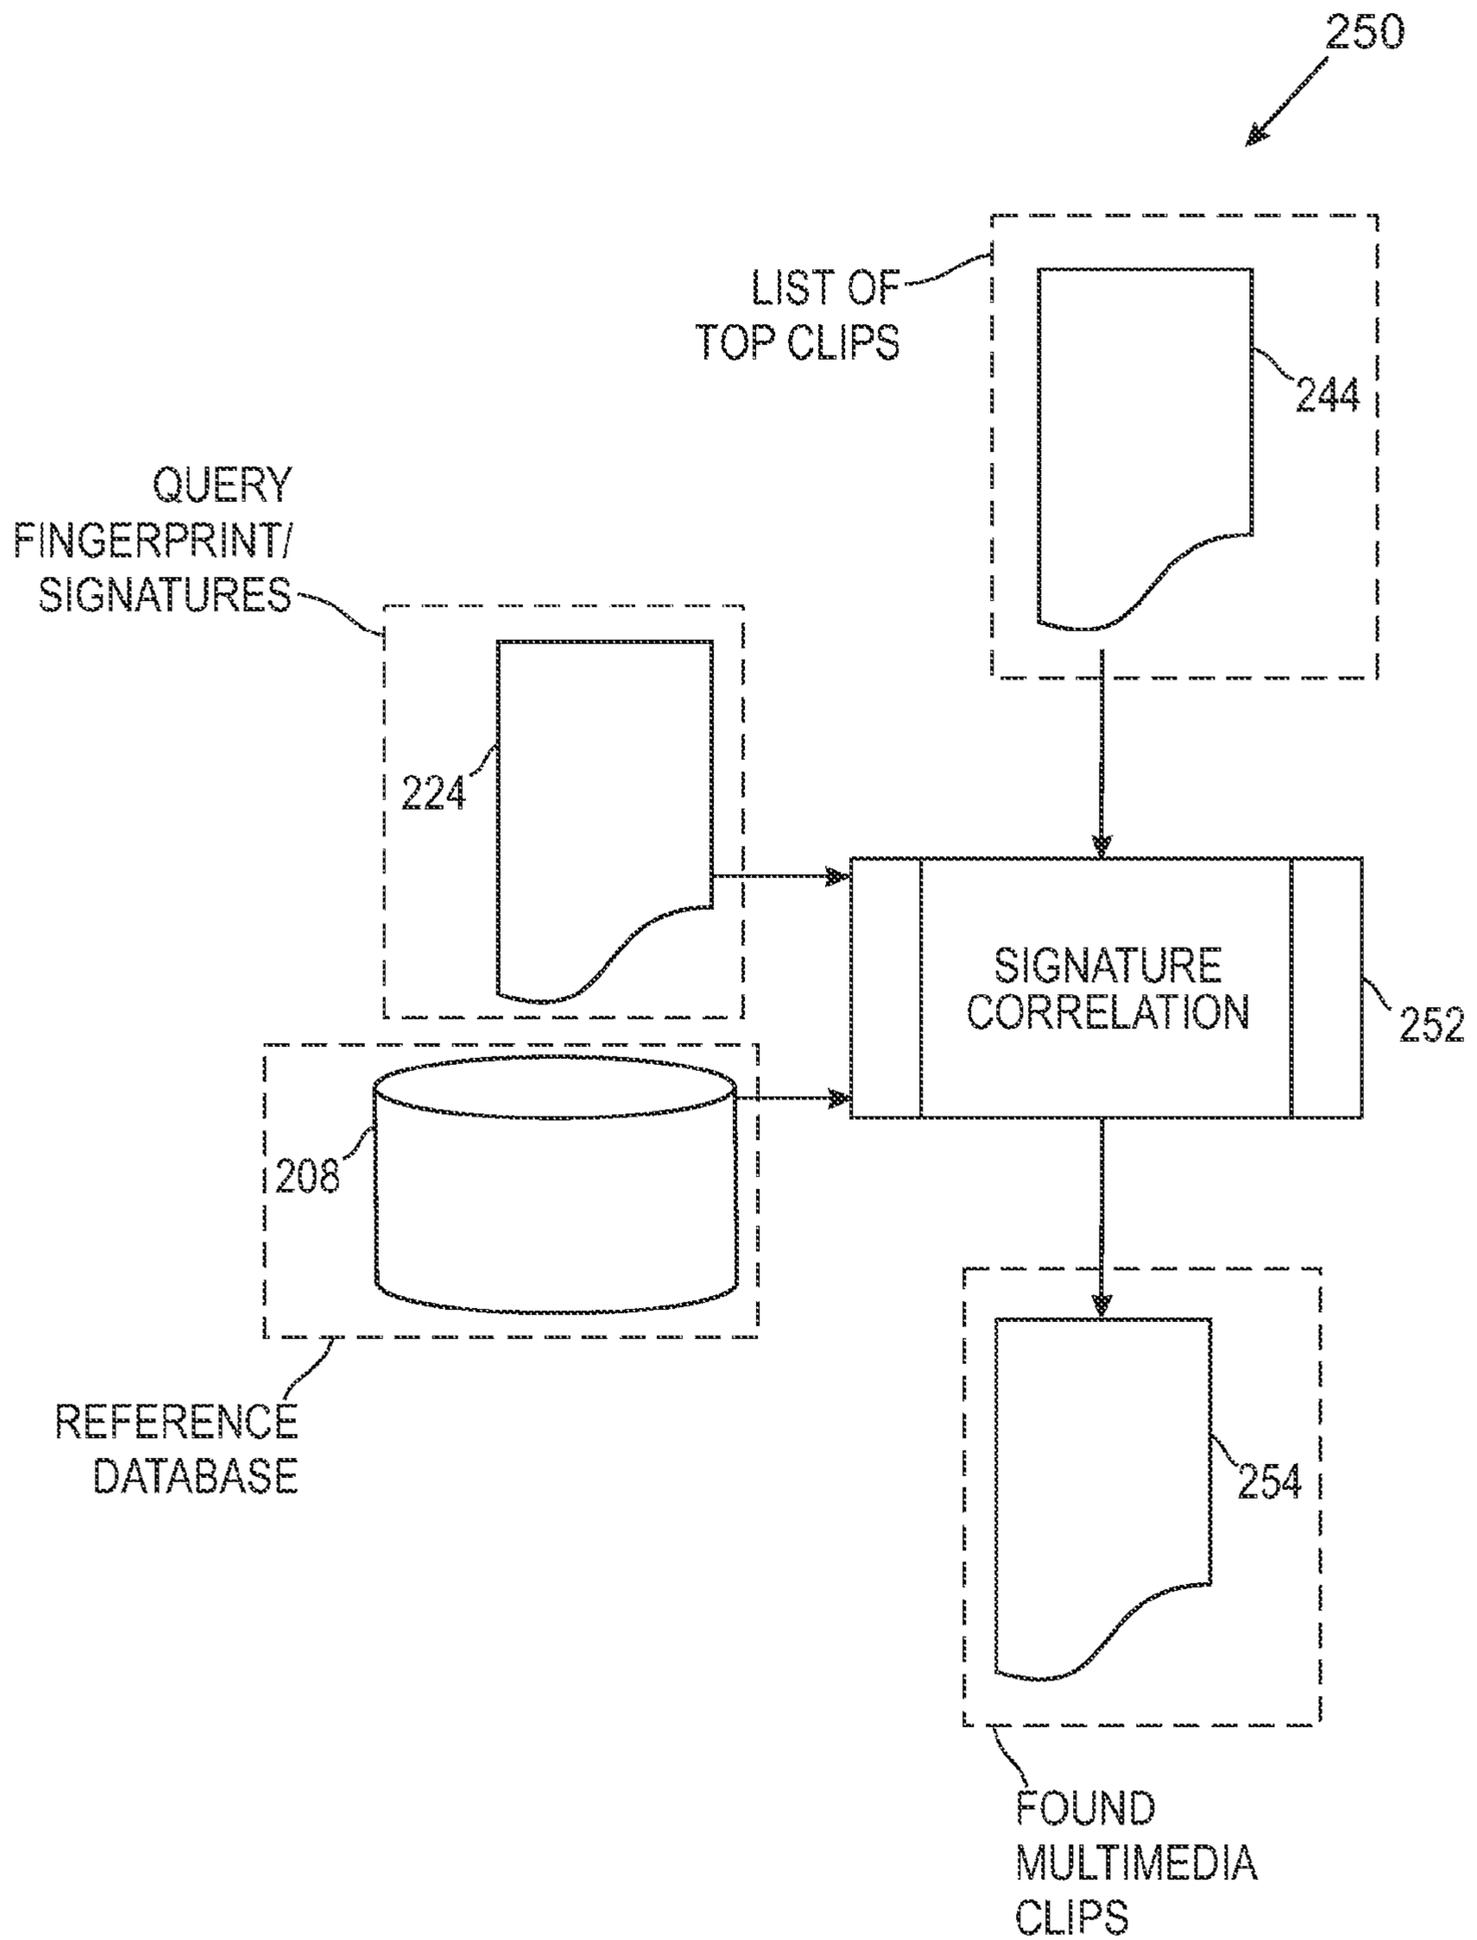 250
LIST OF
TOP CLIPS
244
QUERY
FINGERPRINT/
SIGNATURES
224
SIGNATURE
CORRELATION
252
208
REFERENCE
DATABASE
254
FOUND
MULTIMEDIA
CLIPS